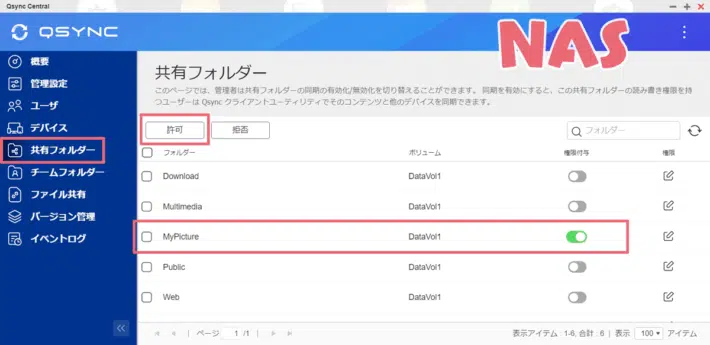 Qsync Central
QSYNC
NAS
概要
管理設定
ユーザ
デバイス
共有フォルダー
チームフォルダー
ファイル共有
バージョン管理
イベントログ
共有フォルダー
このページでは、管理者は共有フォルダーの同期の有効化/無効化を切り替えることができます。 同期を有効にすると、この共有フォルダーの読み書き権限を持
つユーザーは Qsync クライアントユーティリティでそのコンテンツと他のデバイスを同期できます。
許可 拒否 フォルダー
フォルダー ボリューム 権限付与 権限
Download DataVol1
Multimedia DataVol1
MyPicture DataVol1
Public DataVol1
Web DataVol1
ページ 1 /1 表示アイテム : 1-6, 合計 : 6 表示 100 アイテム